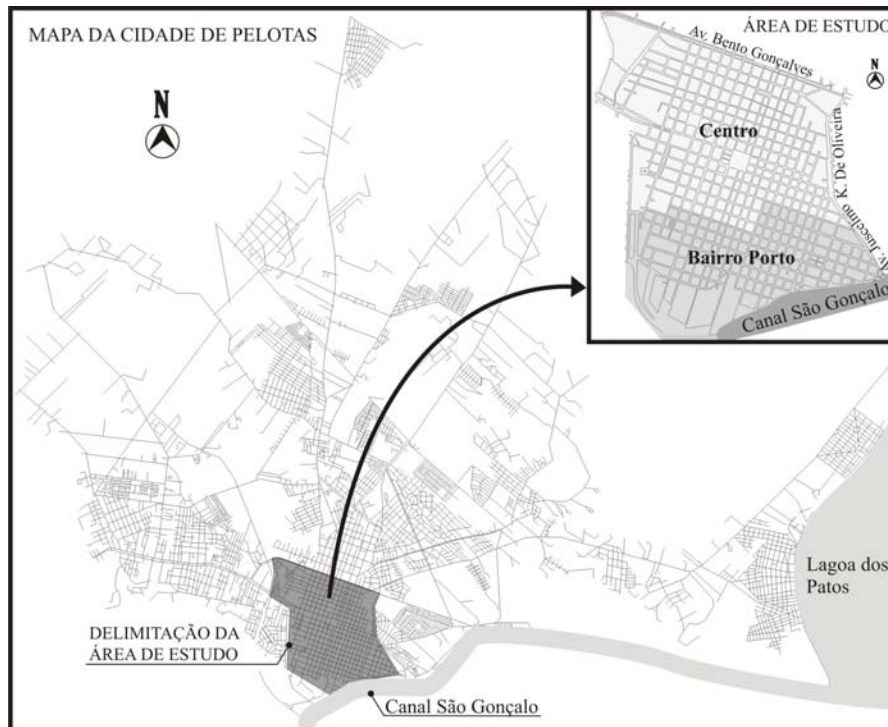 MAPA DA CIDADE DE PELOTAS
N
ÁREA DE ESTUDO
N
Av. Bento Gonçalves
Centro
Av. Juscelino K. De Oliveira
Bairro Porto
Canal São Gonçalo
Lagoa dos
Patos
DELIMITAÇÃO DA
ÁREA DE ESTUDO
Canal São Gonçalo